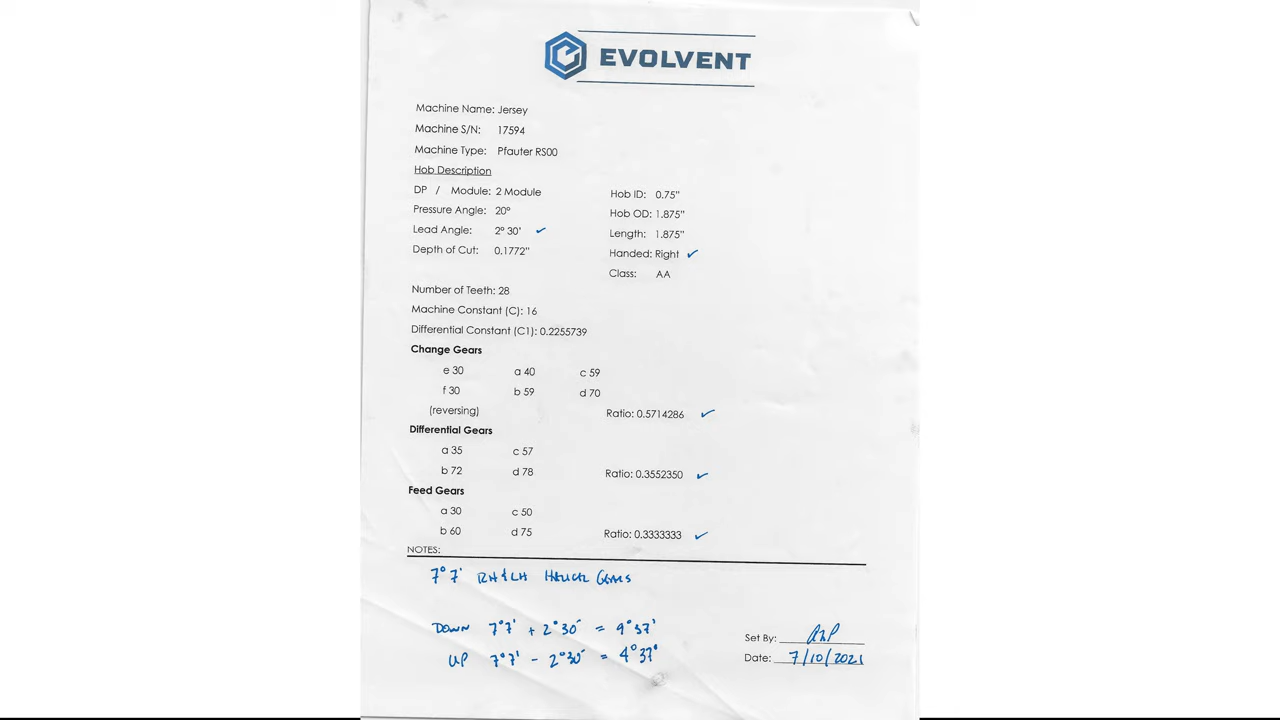 EVOLVENT
Machine Name: Jersey
Machine S/N: 17594
Machine Type: Pfauter RS00
Hob Description
DP / Module: 2 Module
Hob ID: 0.75"
Pressure Angle: 20º
Hob OD: 1.875"
Lead Angle: 2º 30' ✓
Length: 1.875"
Depth of Cut: 0.1772"
Handed: Right ✓
Class: AA
Number of Teeth: 28
Machine Constant (C): 16
Differential Constant (C1): 0.2255739
Change Gears
e 30 a 40 c 59
f 30 b 59 d 70
(reversing) Ratio: 0.5714286 ✓
Differential Gears
a 35 c 57
b 72 d 78 Ratio: 0.3552350 ✓
Feed Gears
a 30 c 50
b 60 d 75 Ratio: 0.3333333 ✓
NOTES:
7° 7' RH & LH HELICAL GEARS
DOWN 7°7' + 2°30' = 9°37'
UP 7°7' - 2°30' = 4°37'
Set By:
Date: 7/10/2021